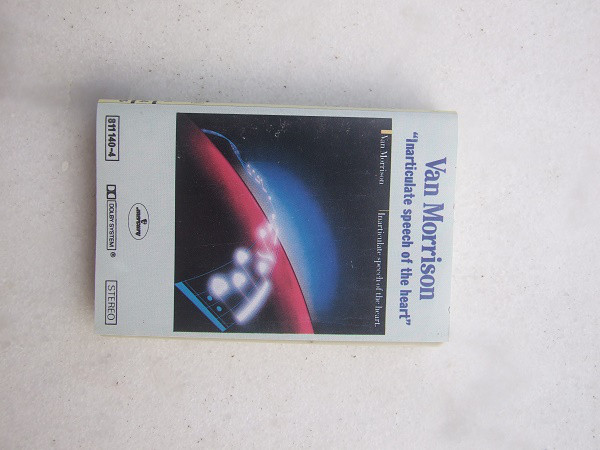 Van Morrison
"Inarticulate speech of the heart"
Van Morrison
Inarticulate speech of the heart
811 140-4
DOLBY SYSTEM ®
mercury
STEREO